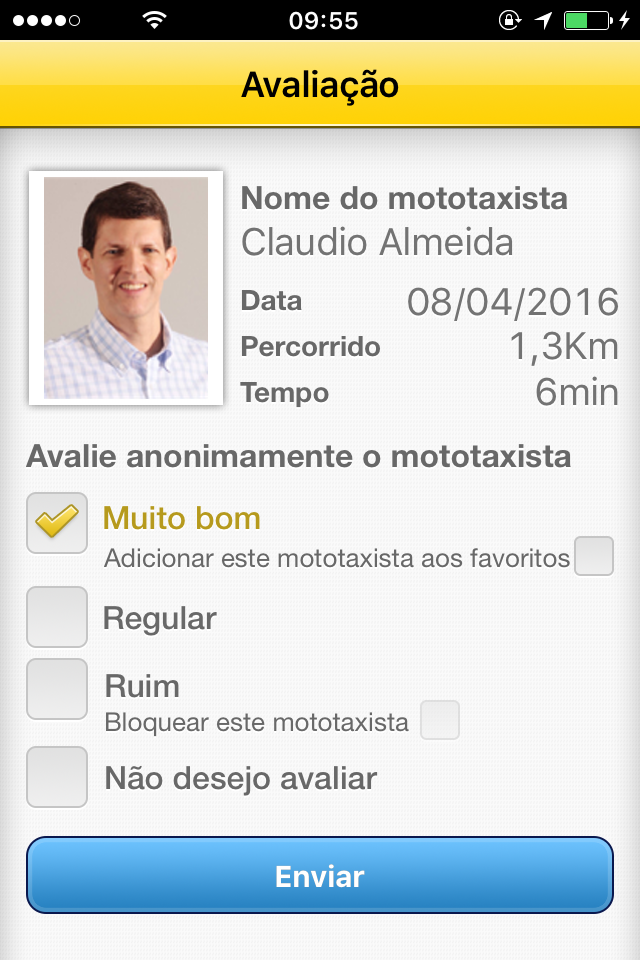 09:55
Avaliação
Nome do mototaxista
Claudio Almeida
Data 08/04/2016
Percorrido 1,3Km
Tempo 6min
Avalie anonimamente o mototaxista
Muito bom
Adicionar este mototaxista aos favoritos
Regular
Ruim
Bloquear este mototaxista
Não desejo avaliar
Enviar